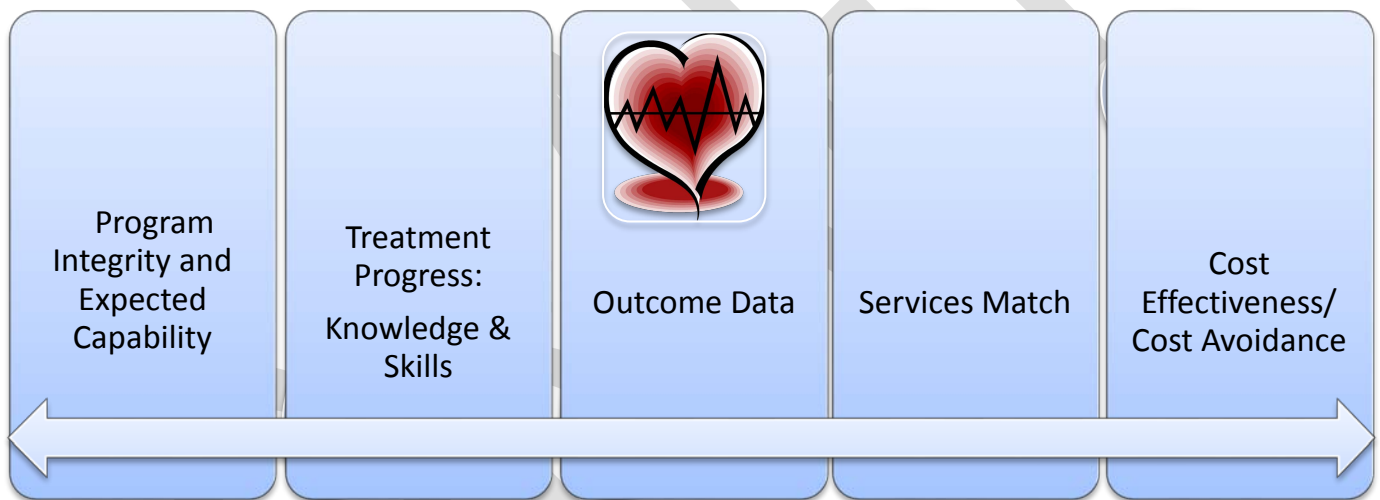 Program
Integrity and
Expected
Capability
Treatment
Progress:
Knowledge &
Skills
Outcome Data
Services Match
Cost
Effectiveness/
Cost Avoidance